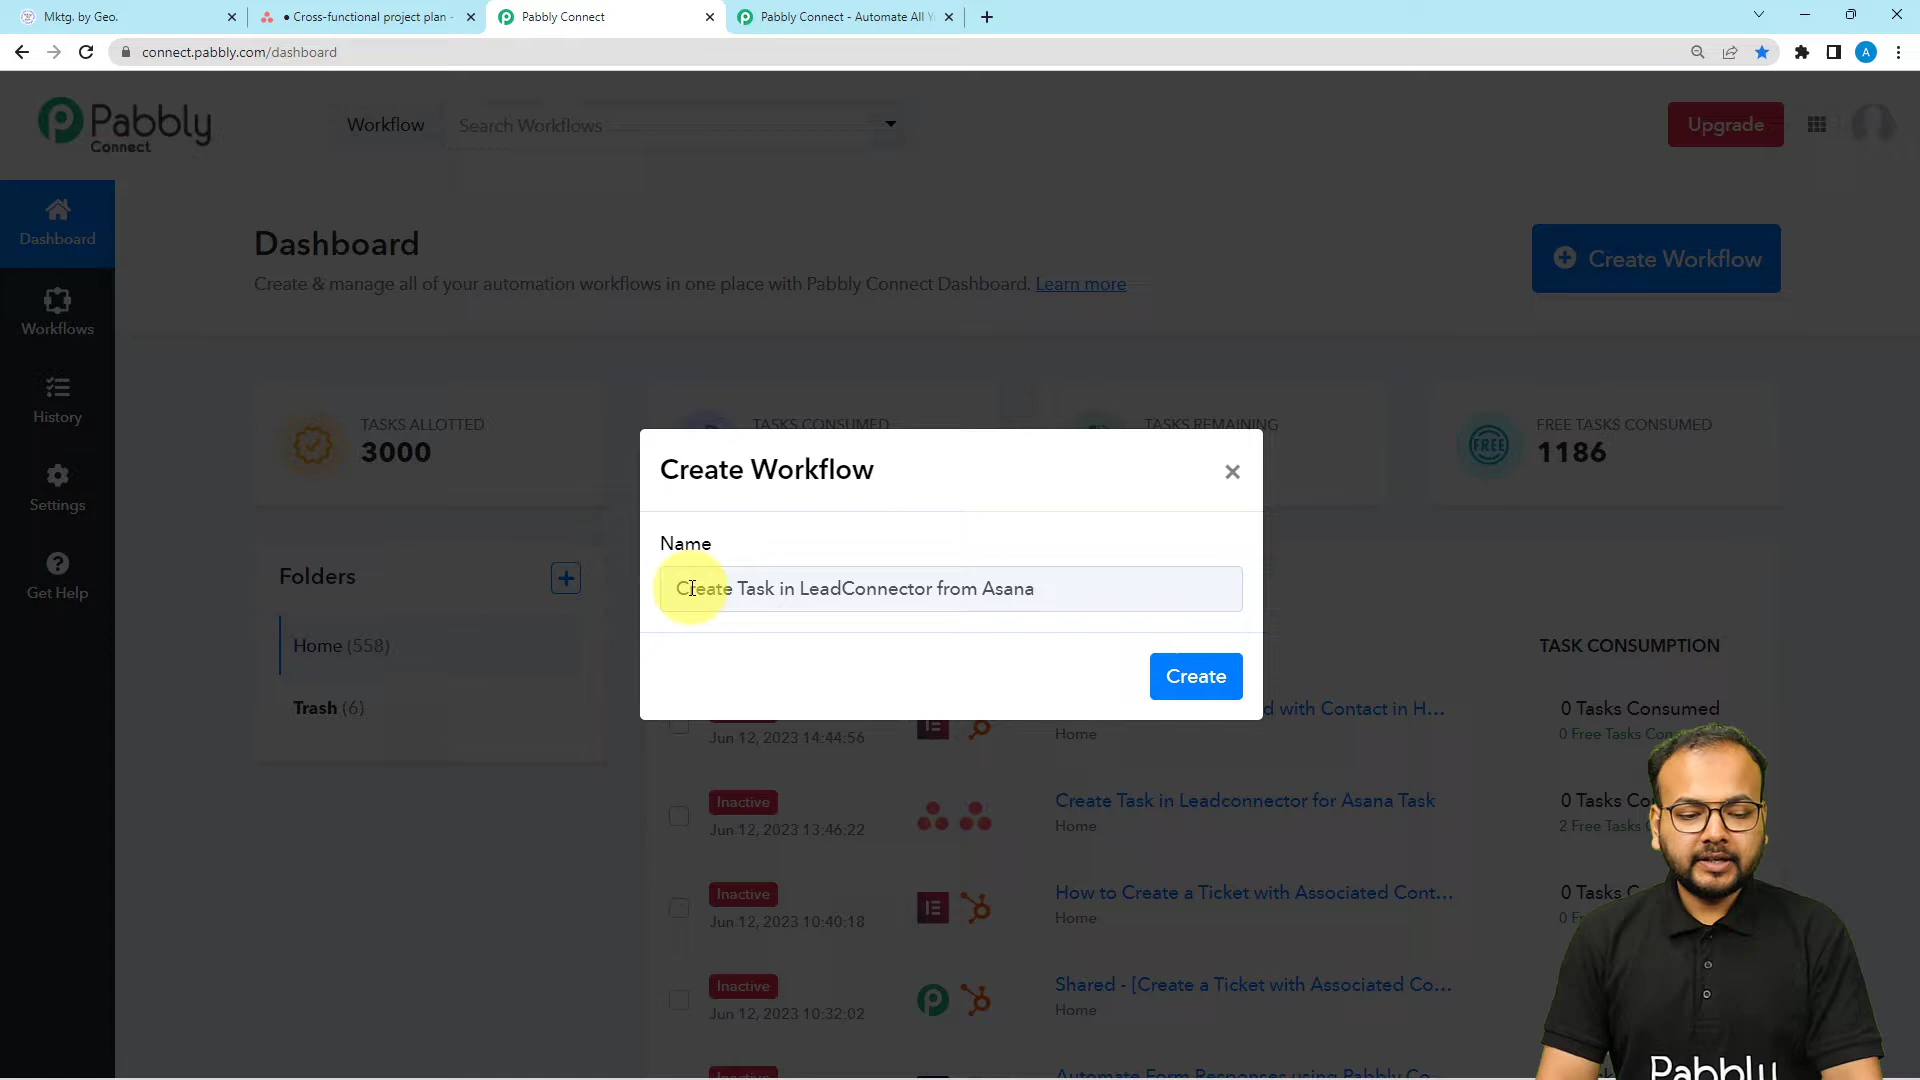 Mktg. by Geo.
• Cross-functional project plan -
Pabbly Connect
Pabbly Connect - Automate All Y
connect.pabbly.com/dashboard
A
Pabbly
Connect
Workflow
Search Workflows
Upgrade
Dashboard
Workflows
History
Settings
Get Help
Dashboard
Create & manage all of your automation workflows in one place with Pabbly Connect Dashboard. Learn more
Create Workflow
TASKS ALLOTTED
3000
TASKS CONSUMED
TASKS REMAINING
FREE
FREE TASKS CONSUMED
1186
Folders
Home (558)
Trash (6)
Create Workflow
Name
Create Task in LeadConnector from Asana
Create
TASK CONSUMPTION
d with Contact in H...
Jun 12, 2023 14:44:56
Home
0 Tasks Consumed
0 Free Tasks Con
Inactive
Jun 12, 2023 13:46:22
Create Task in Leadconnector for Asana Task
Home
0 Tasks Co
2 Free Tasks
Inactive
Jun 12, 2023 10:40:18
How to Create a Ticket with Associated Cont...
Home
0 Tasks C
0 F
Inactive
Jun 12, 2023 10:32:02
Shared - [Create a Ticket with Associated Co...
Home
Automate Form Responses using Pabbly Co
Pabbly